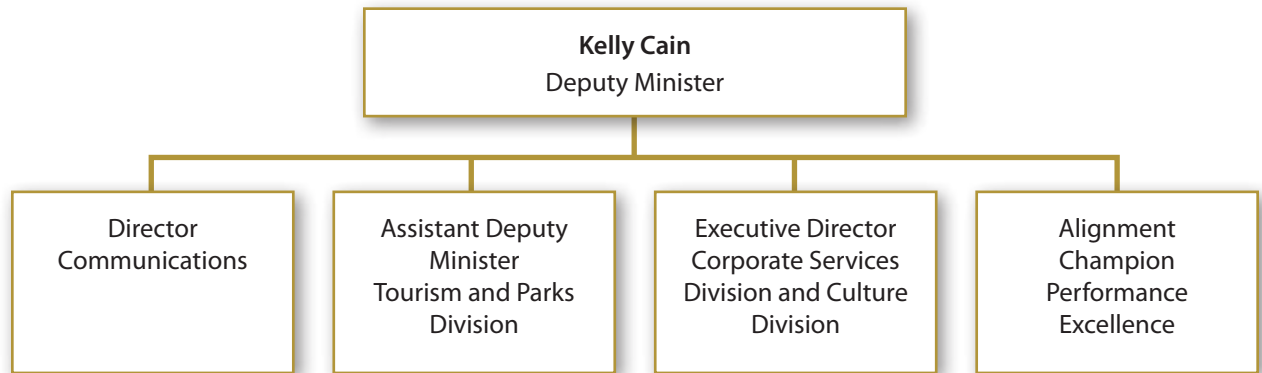 Kelly Cain
Deputy Minister
Director
Communications
Assistant Deputy
Minister
Tourism and Parks
Division
Executive Director
Corporate Services
Division and Culture
Division
Alignment
Champion
Performance
Excellence